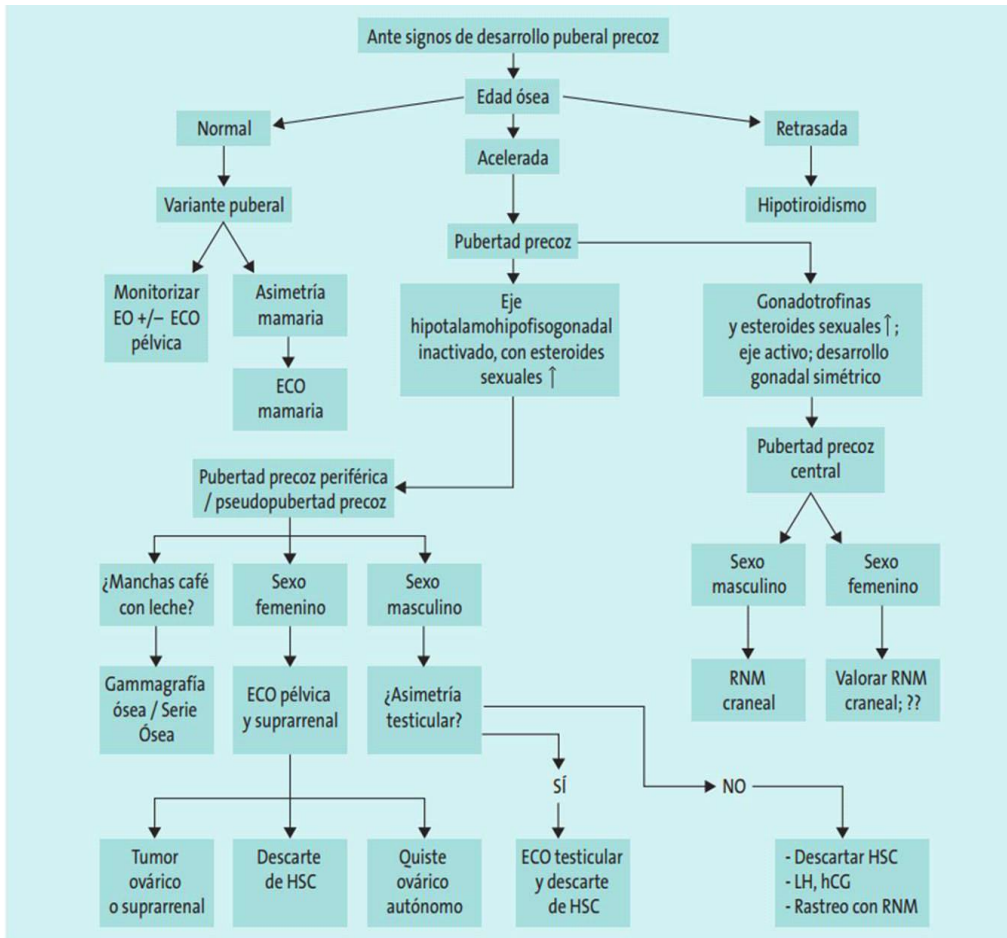 Ante signos de desarrollo puberal precoz
Edad ósea
Normal
Retrasada
Acelerada
Variante puberal
Hipotiroidismo
Pubertad precoz
Monitorizar
EO +/– ECO
pélvica
Asimetría
mamaria
Eje
hipotalamohipofisogonadal
inactivado, con esteroides
sexuales ↑
Gonadotrofinas
y esteroides sexuales ↑;
eje activo; desarrollo
gonadal simétrico
ECO
mamaria
Pubertad precoz
central
Pubertad precoz periférica
/ pseudopubertad precoz
¿Manchas café
con leche?
Sexo
femenino
Sexo
masculino
Sexo
masculino
Sexo
femenino
Gammagrafía
ósea / Serie
Ósea
ECO pélvica
y suprarrenal
¿Asimetría
testicular?
RNM
craneal
Valorar RNM
craneal; ??
SÍ
NO
Tumor
ovárico
o suprarrenal
Descarte
de HSC
Quiste
ovárico
autónomo
ECO testicular
y descarte
de HSC
- Descartar HSC
- LH, hCG
- Rastreo con RNM